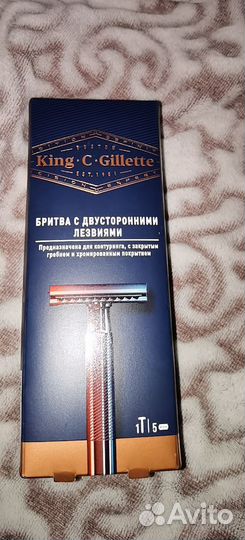 BOSTON
King·C·Gillette
EST. 1901
БРИТВА С ДВУСТОРОННИМИ
ЛЕЗВИЯМИ
Предназначена для контуринга, с закрытым
гребнем и хромированным покрытием
1 5
Avito